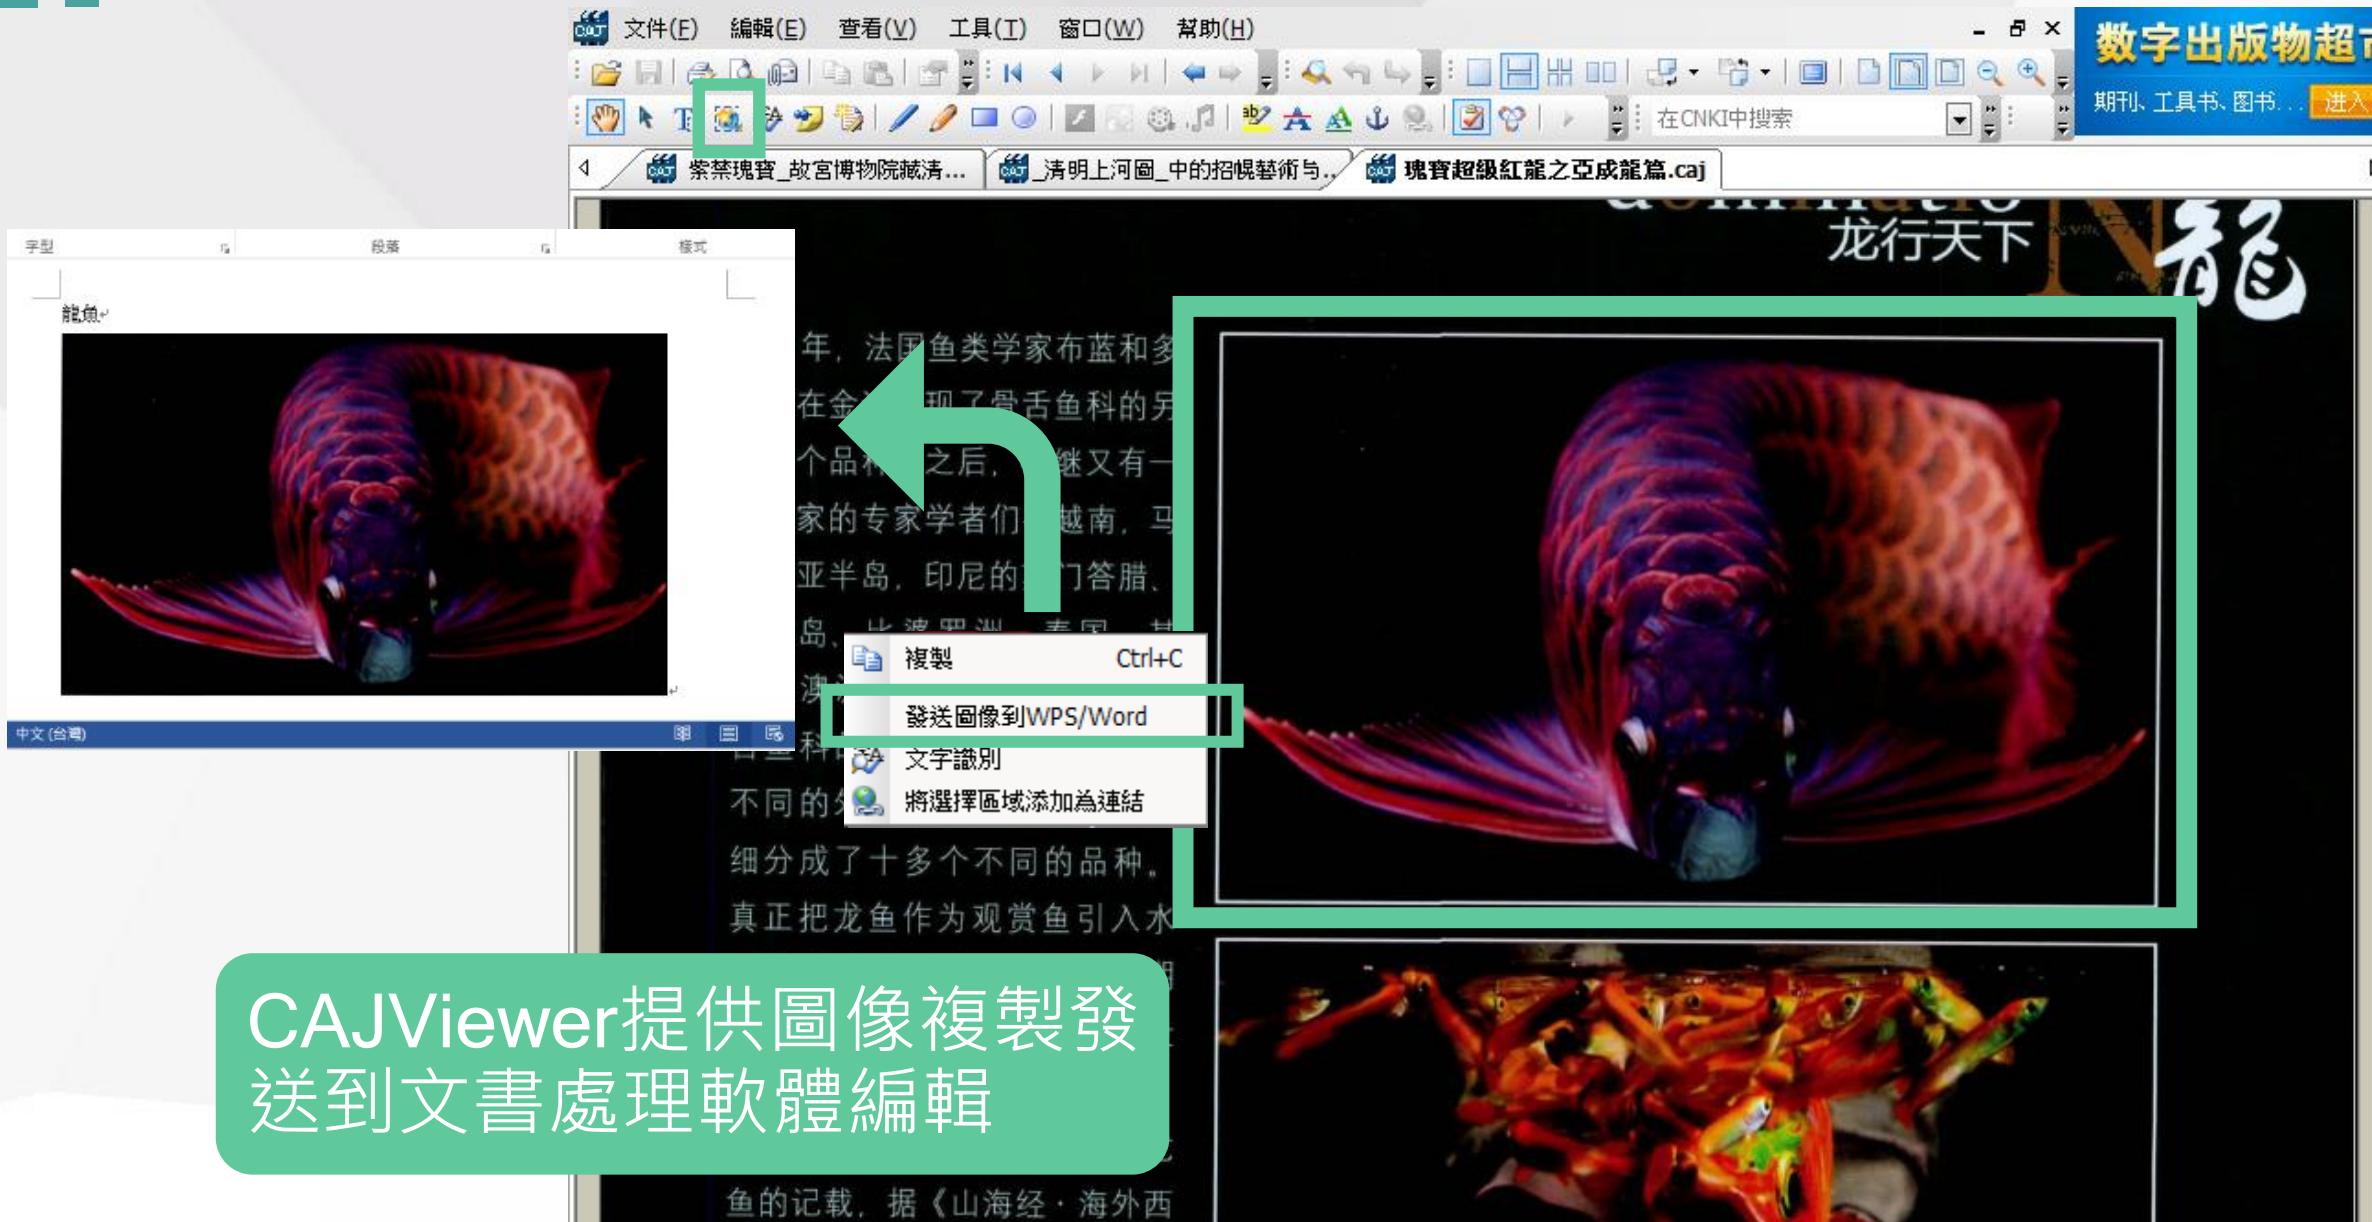 文件(F) 編輯(E) 查看(V) 工具(T) 窗口(W) 幫助(H)
数字出版物超
期刊、工具书、图书... 进入
在CNKI中搜索
紫禁瑰寶_故宮博物院藏清...
_清明上河圖_中的招幌藝術与..
瑰寶超級紅龍之亞成龍篇.caj
龙行天下
龍
字型 段落 樣式
龍魚
中文(台灣)
年，法国鱼类学家布蓝和多
在金 现了骨舌鱼科的另
个品 之后， 继又有一
家的专家学者们 越南，马
亚半岛，印尼的 门答腊、
岛、比婆罗洲、泰国、
複製 Ctrl+C
發送圖像到WPS/Word
文字識別
將選擇區域添加為連結
不同的
细分成了十多个不同的品种。
真正把龙鱼作为观赏鱼引入水
鱼的记载，据《山海经·海外西
CAJViewer提供圖像複製發
送到文書處理軟體編輯